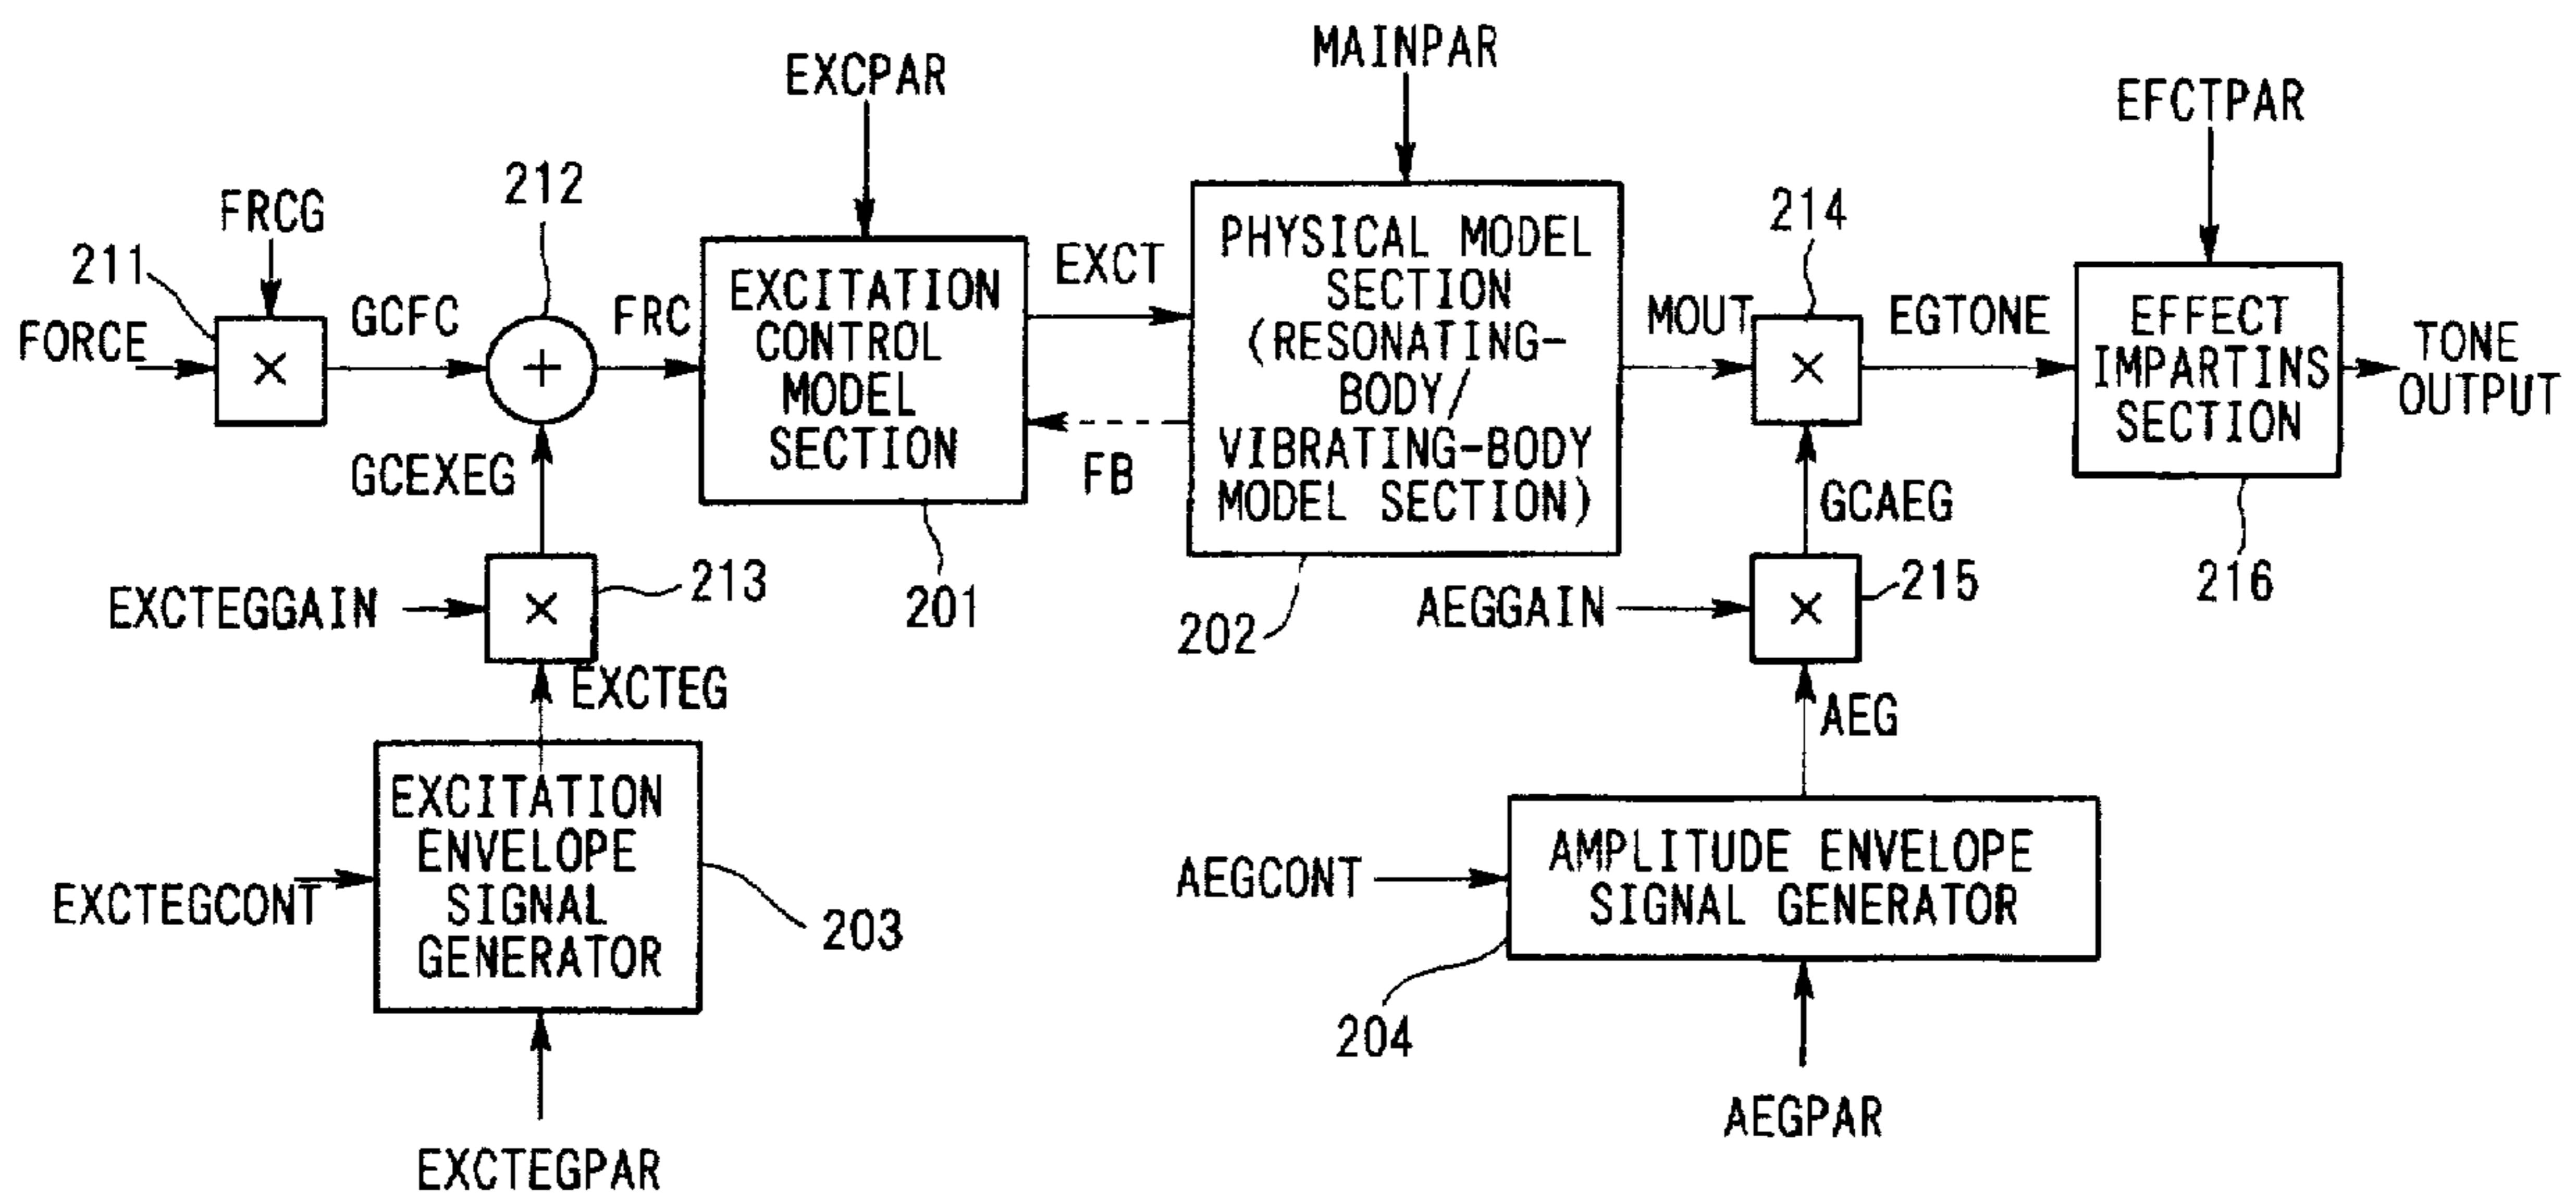 MAINPAR
EXCPAR
EFCTPAR
212
FRCG
214
211
FORCE
×
GCFC
+
FRC
EXCITATION
CONTROL
MODEL
SECTION
EXCT
FB
PHYSICAL MODEL
SECTION
(RESONATING-
BODY/
VIBRATING-BODY
MODEL SECTION)
MOUT
×
EGTONE
EFFECT
IMPARTINS
SECTION
TONE
OUTPUT
GCEXEG
GCAEG
EXCTEGGAIN
×
213
201
202
AEGGAIN
×
215
216
EXCTEG
AEG
EXCITATION
ENVELOPE
SIGNAL
GENERATOR
EXCTEGCONT
203
AEGCONT
AMPLITUDE ENVELOPE
SIGNAL GENERATOR
204
AEGPAR
EXCTEGPAR